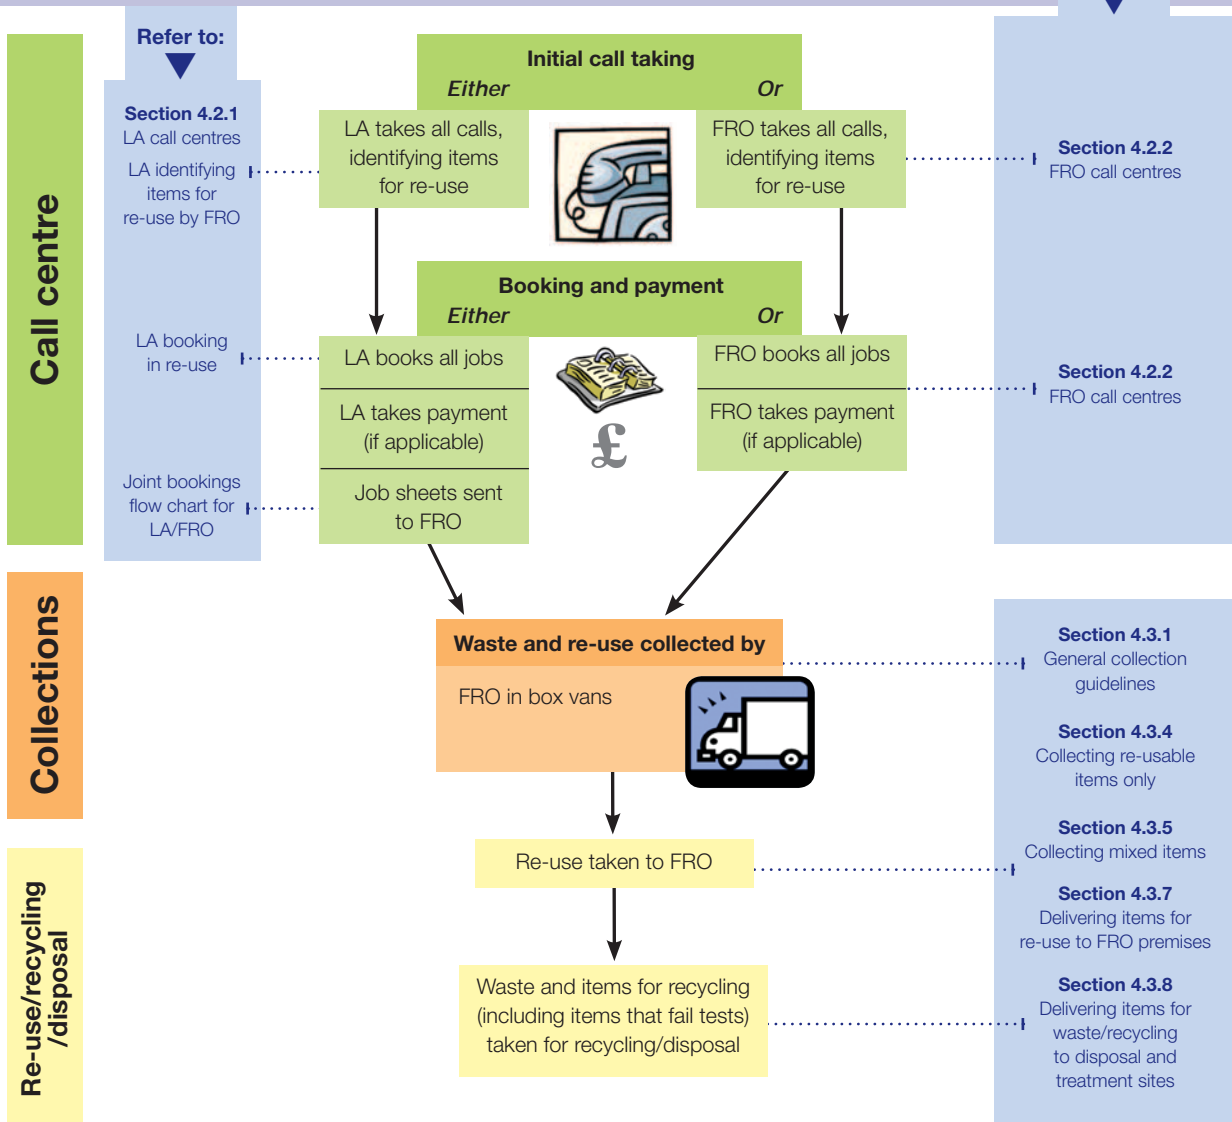 Call centre
Refer to:
Section 4.2.1
LA call centres
LA identifying
items for
re-use by FRO
LA booking
in re-use
Joint bookings
flow chart for
LA/FRO
Initial call taking
Either
Or
LA takes all calls,
identifying items
for re-use
FRO takes all calls,
identifying items
for re-use
Section 4.2.2
FRO call centres
Booking and payment
Either
Or
LA books all jobs
LA takes payment
(if applicable)
Job sheets sent
to FRO
£
FRO books all jobs
FRO takes payment
(if applicable)
Section 4.2.2
FRO call centres
Collections
Waste and re-use collected by
FRO in box vans
Section 4.3.1
General collection
guidelines
Section 4.3.4
Collecting re-usable
items only
Re-use/recycling
/disposal
Re-use taken to FRO
Section 4.3.5
Collecting mixed items
Section 4.3.7
Delivering items for
re-use to FRO premises
Waste and items for recycling
(including items that fail tests)
taken for recycling/disposal
Section 4.3.8
Delivering items for
waste/recycling
to disposal and
treatment sites